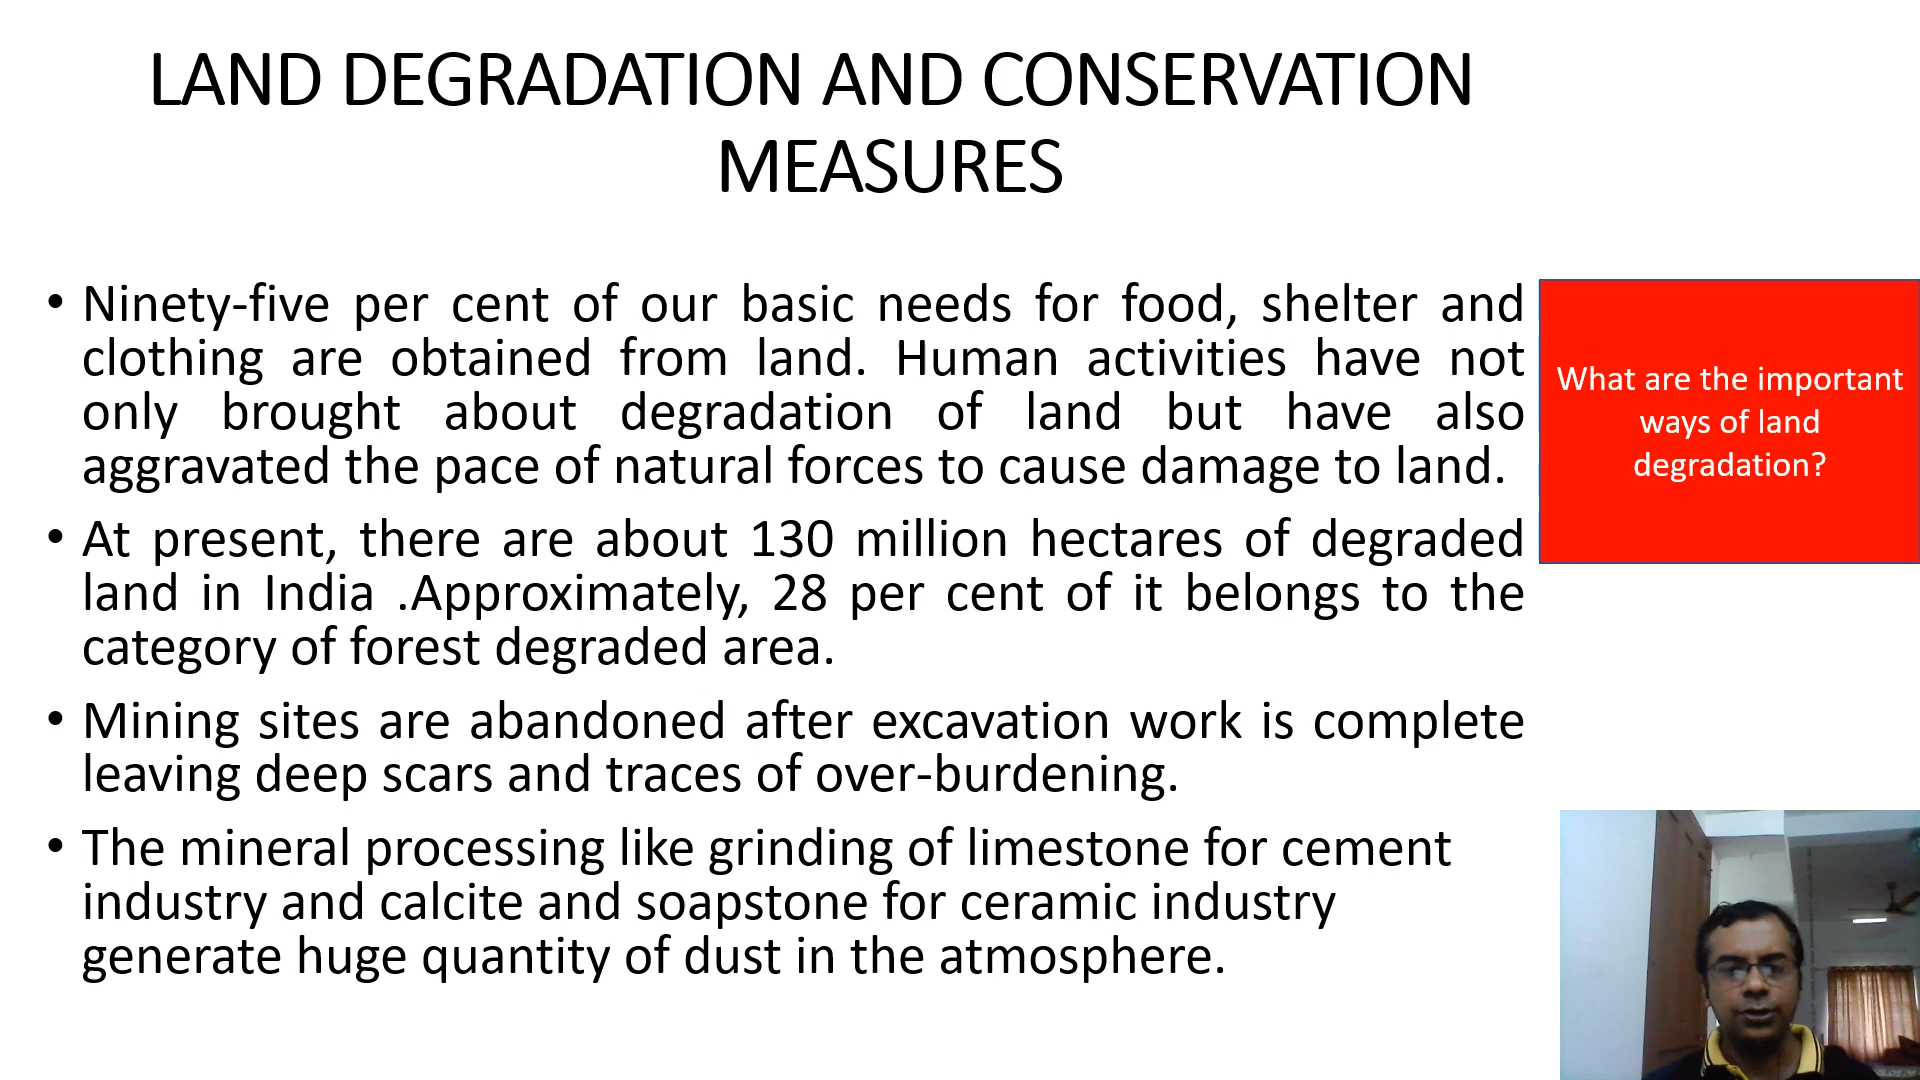 LAND DEGRADATION AND CONSERVATION
MEASURES
• Ninety-five per cent of our basic needs for food, shelter and
clothing are obtained from land. Human activities have not
only brought about degradation of land but have also
aggravated the pace of natural forces to cause damage to land.
• At present, there are about 130 million hectares of degraded
land in India .Approximately, 28 per cent of it belongs to the
category of forest degraded area.
• Mining sites are abandoned after excavation work is complete
leaving deep scars and traces of over-burdening.
• The mineral processing like grinding of limestone for cement
industry and calcite and soapstone for ceramic industry
generate huge quantity of dust in the atmosphere.
What are the important
ways of land
degradation?